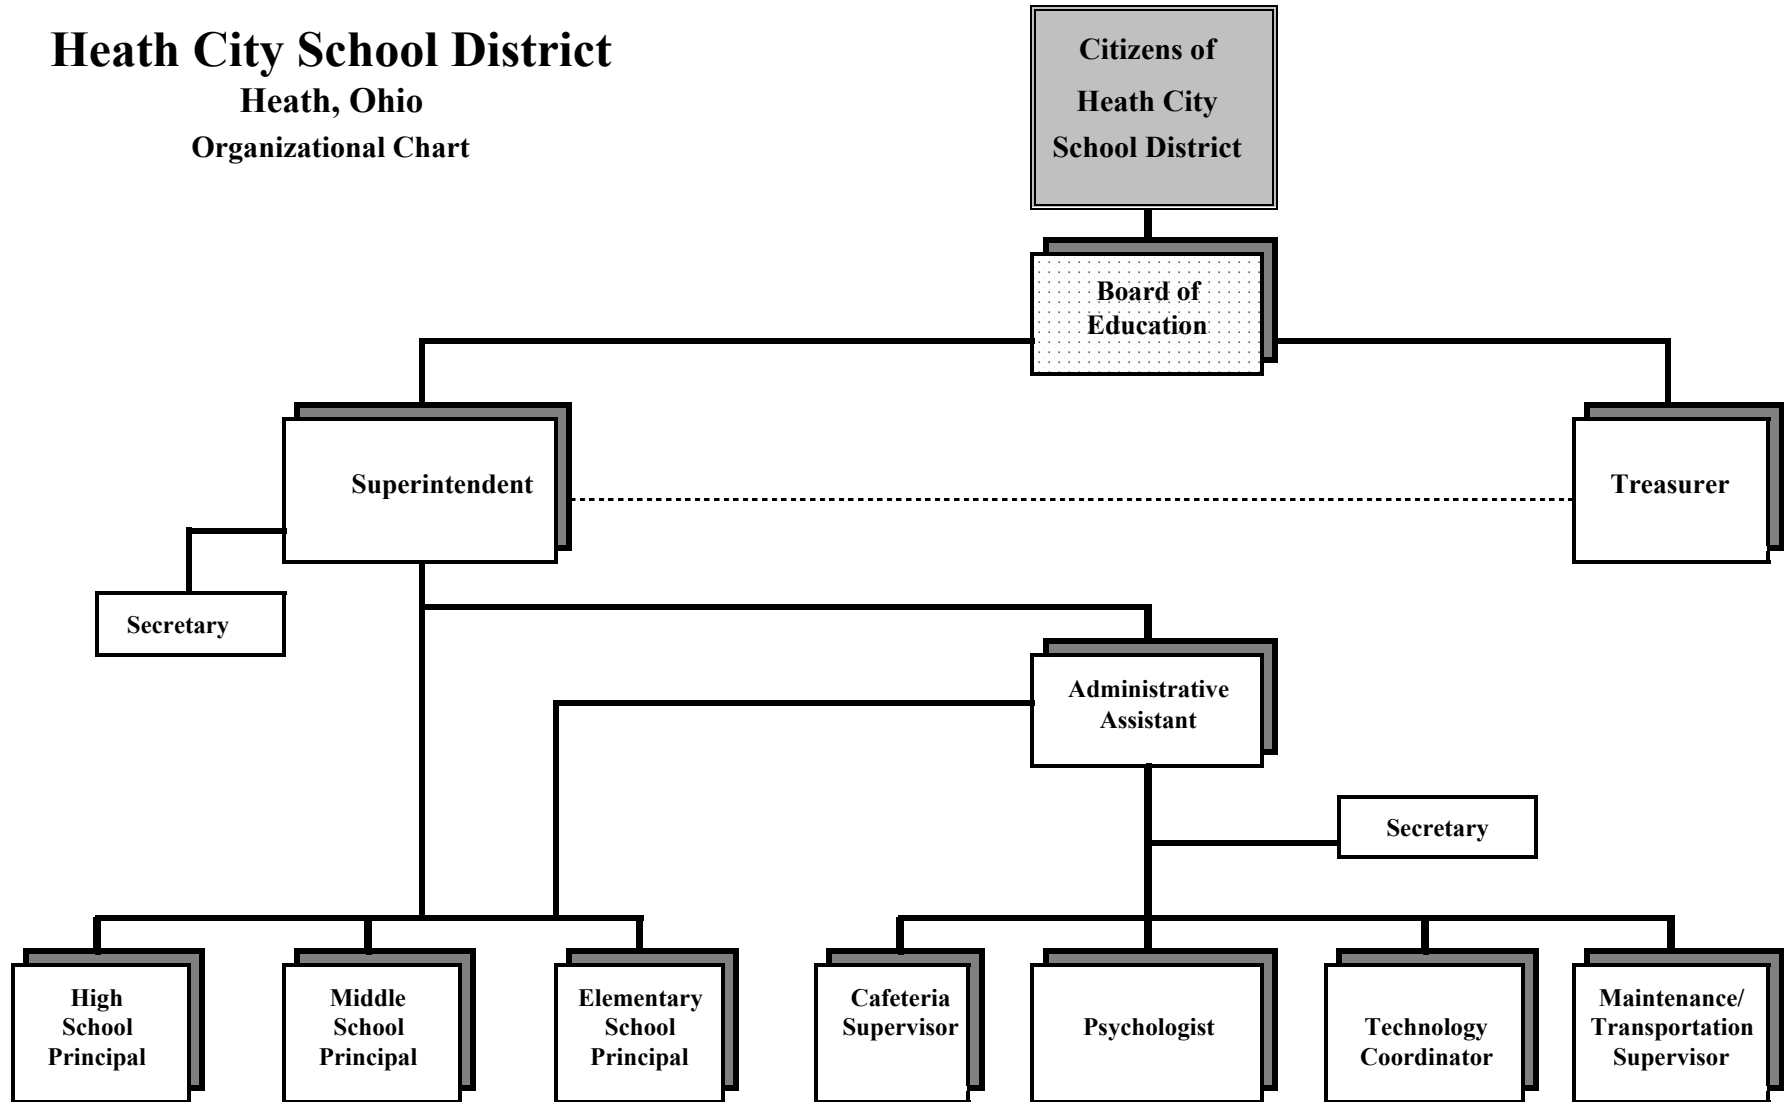 Heath City School District
Heath, Ohio
Organizational Chart
Citizens of
Heath City
School District
Board of
Education
Superintendent
Treasurer
Secretary
Administrative
Assistant
Secretary
High
School
Principal
Middle
School
Principal
Elementary
School
Principal
Cafeteria
Supervisor
Psychologist
Technology
Coordinator
Maintenance/
Transportation
Supervisor